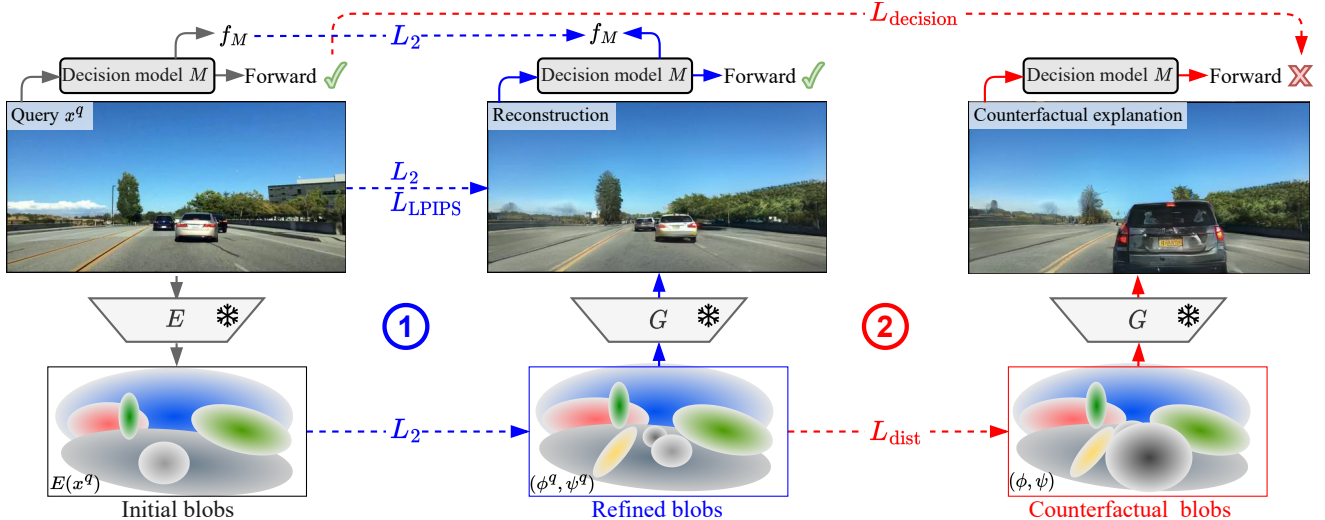 L_decision
f_M
L_2
f_M
Decision model M
Forward
Decision model M
Forward
Decision model M
Forward
Query x^q
Reconstruction
Counterfactual explanation
L_2
L_LPIPS
E
1
G
2
G
L_2
L_dist
E(x^q)
(φ^q, ψ^q)
(φ, ψ)
Initial blobs
Refined blobs
Counterfactual blobs